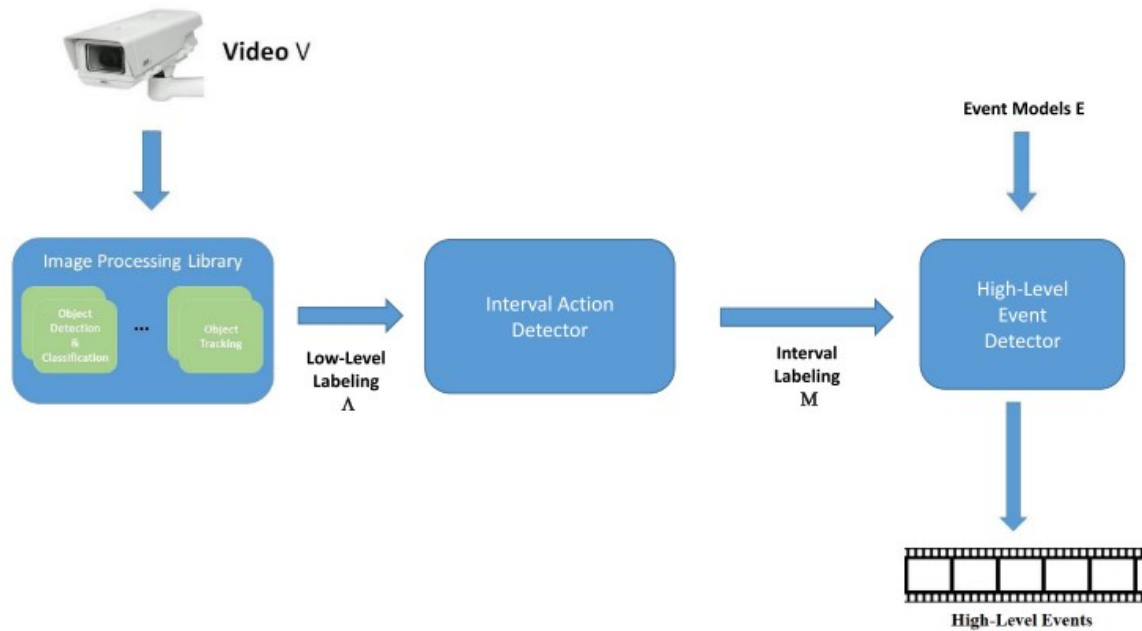 Video V
Event Models E
Image Processing Library
Object
Detection
&
Classification
...
Object
Tracking
Low-Level
Labeling
Λ
Interval Action
Detector
Interval
Labeling
M
High-Level
Event
Detector
High-Level Events